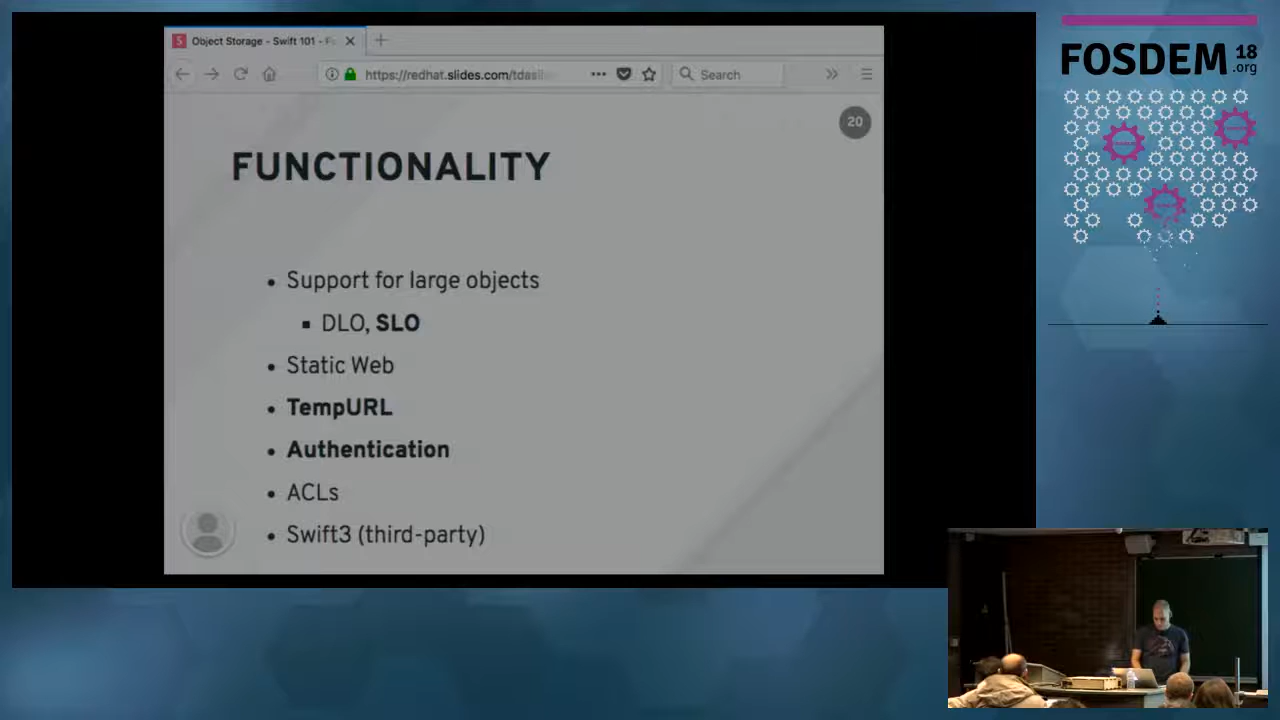 Object Storage - Swift 101 - Fo
https://redhat.slides.com/tdasil
Search
20
FUNCTIONALITY
Support for large objects
DLO, SLO
Static Web
TempURL
Authentication
ACLs
Swift3 (third-party)
FOSDEM 18
.org